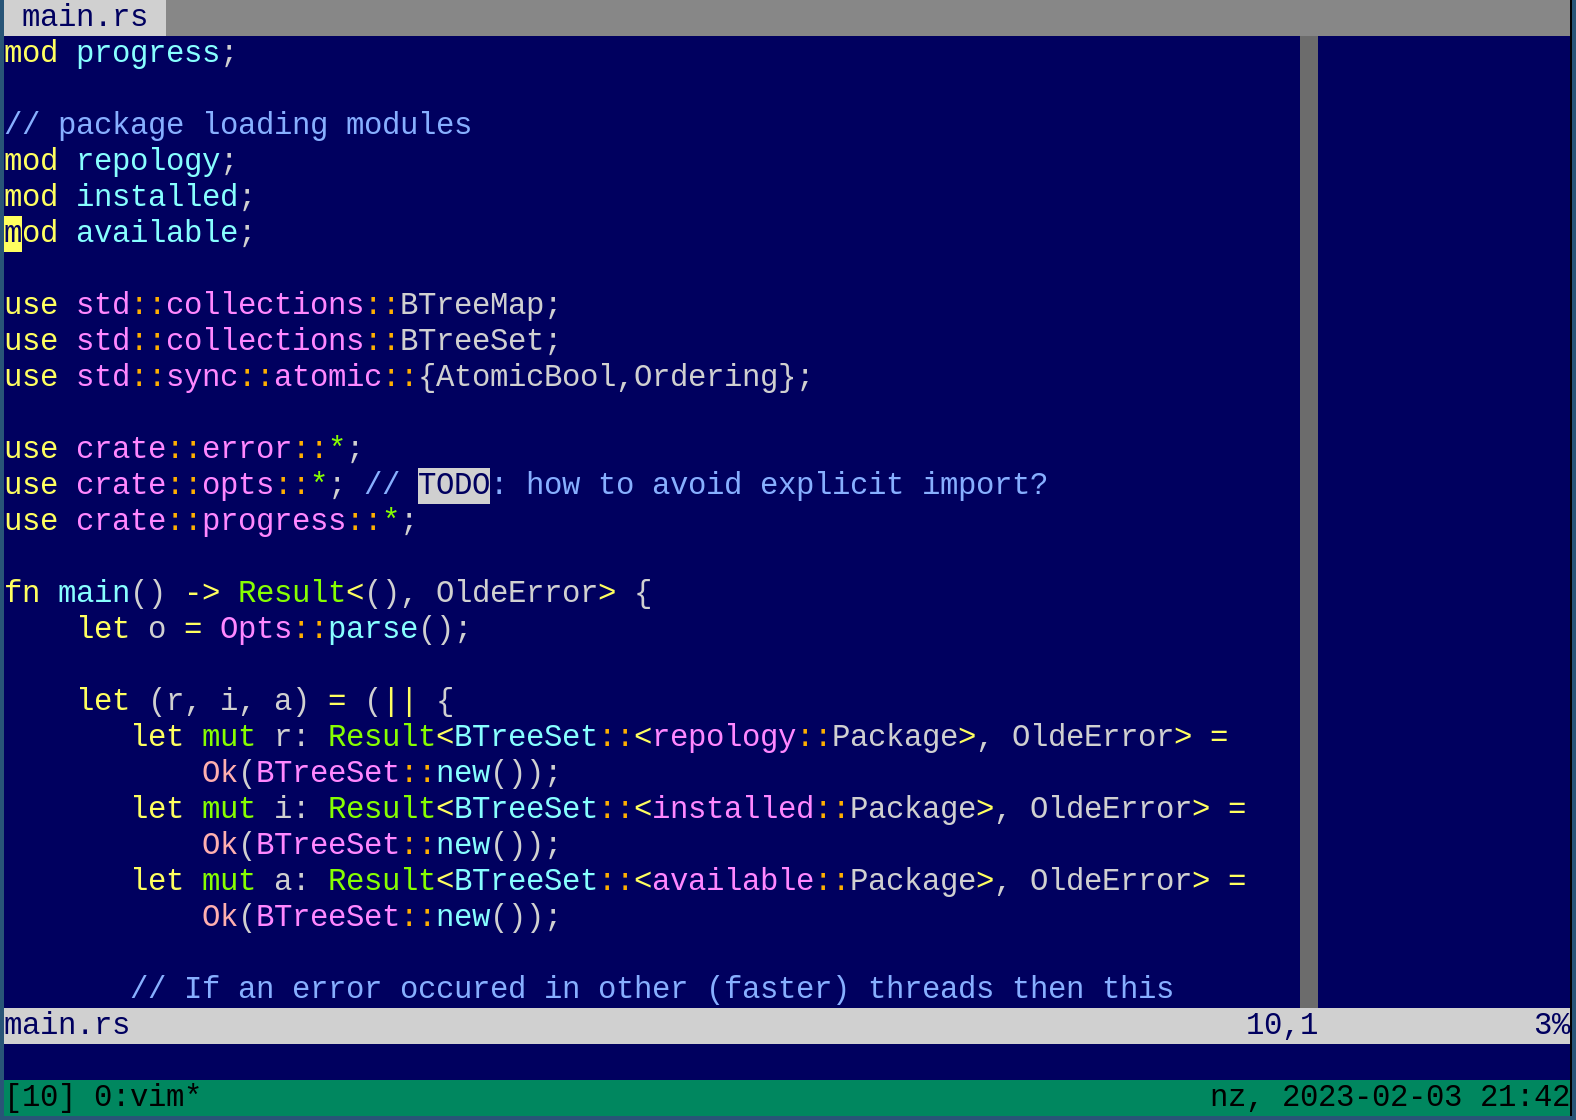 main.rs
mod progress;
// package loading modules
mod repology;
mod installed;
mod available;
use std::collections::BTreeMap;
use std::collections::BTreeSet;
use std::sync::atomic::{AtomicBool,Ordering};
use crate::error::*;
use crate::opts::*; // TODO: how to avoid explicit import?
use crate::progress::*;
fn main() -> Result<(), OldeError> {
    let o = Opts::parse();
    let (r, i, a) = (|| {
       let mut r: Result<BTreeSet::<repology::Package>, OldeError> =
           Ok(BTreeSet::new());
       let mut i: Result<BTreeSet::<installed::Package>, OldeError> =
           Ok(BTreeSet::new());
       let mut a: Result<BTreeSet::<available::Package>, OldeError> =
           Ok(BTreeSet::new());
       // If an error occured in other (faster) threads then this
main.rs 10,1 3%
[10] 0:vim* nz, 2023-02-03 21:42